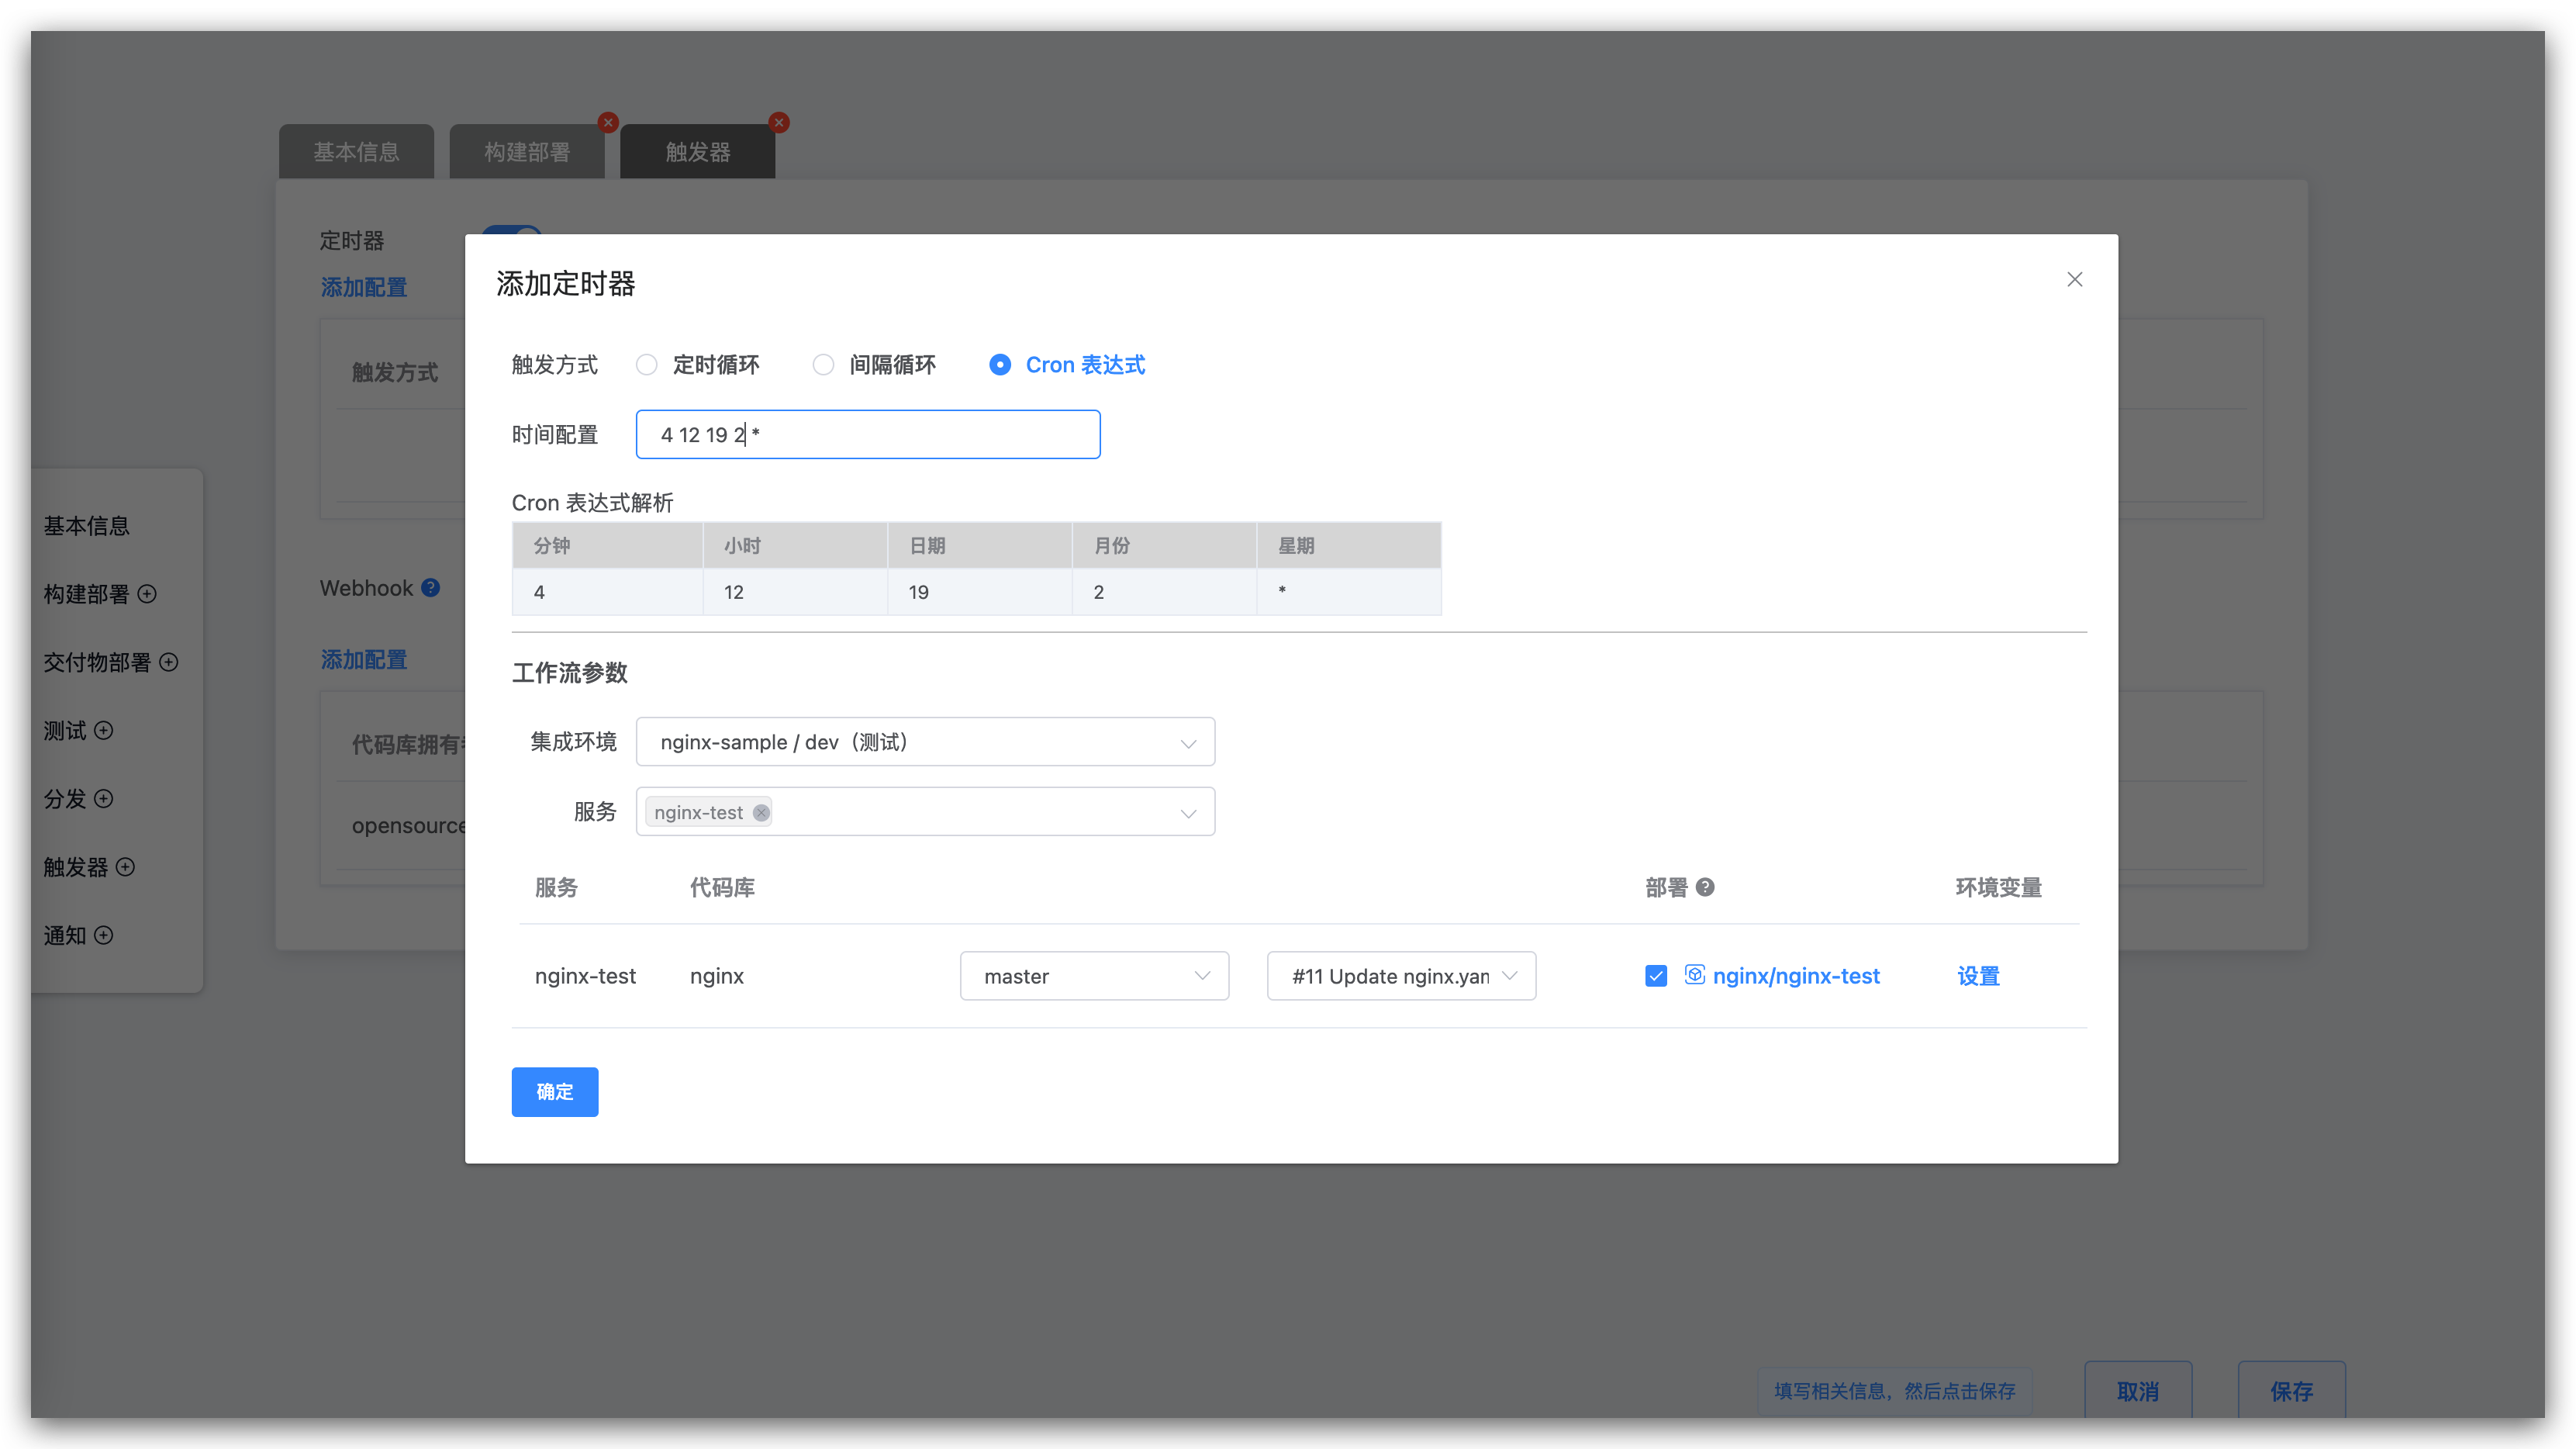 基本信息 构建部署 触发器
定时器
添加配置
触发方式
Webhook
添加配置
代码库拥有
opensource
基本信息
构建部署
交付物部署
测试
分发
触发器
通知
添加定时器
触发方式 定时循环 间隔循环 Cron 表达式
时间配置 4 12 19 2 *
Cron 表达式解析
分钟 小时 日期 月份 星期
4 12 19 2 *
工作流参数
集成环境 nginx-sample / dev（测试）
服务 nginx-test
服务 代码库 部署 环境变量
nginx-test nginx master #11 Update nginx.yam nginx/nginx-test 设置
确定
填写相关信息，然后点击保存 取消 保存